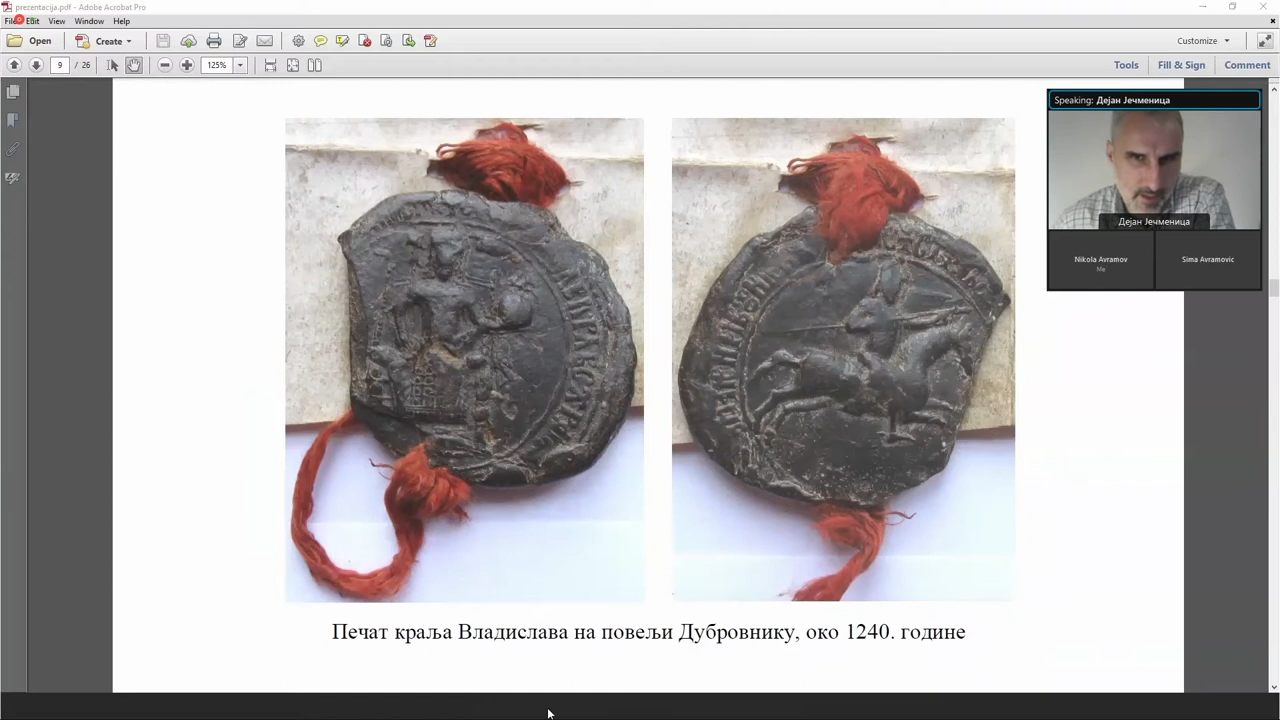 prezentacija.pdf - Adobe Acrobat Pro
File Edit View Window Help
Open Create Customize
9 / 26 125% Tools Fill & Sign Comment
Speaking: Дејан Јечменица
Дејан Јечменица
Nikola Avramov Sima Avramovic
Me
Печат краља Владислава на повељи Дубровнику, око 1240. године